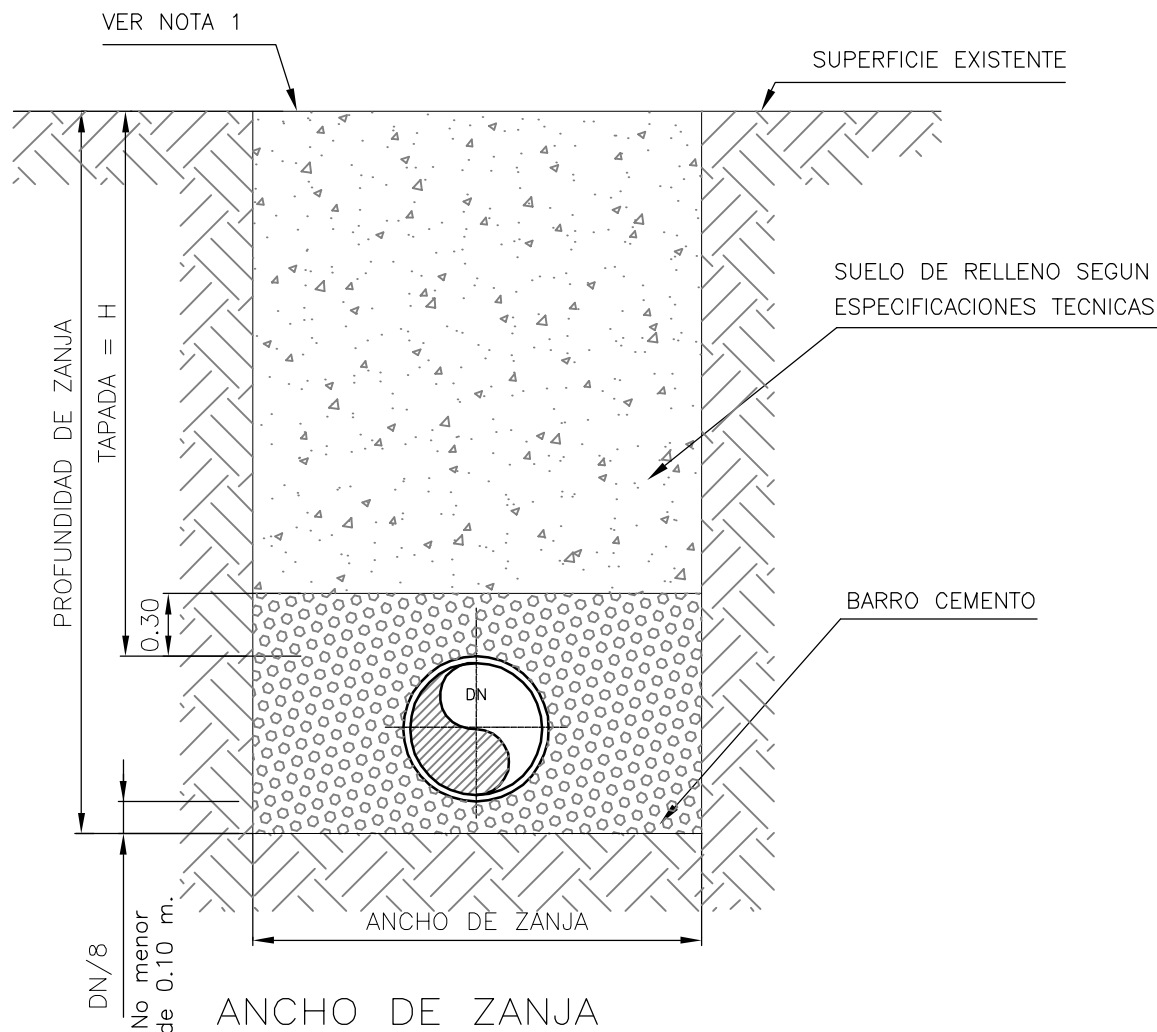 VER NOTA 1
SUPERFICIE EXISTENTE
SUELO DE RELLENO SEGUN
ESPECIFICACIONES TECNICAS
PROFUNDIDAD DE ZANJA
TAPADA = H
0.30
BARRO CEMENTO
DN
ANCHO DE ZANJA
DN/8
No menor
de 0.10 m.
ANCHO DE ZANJA